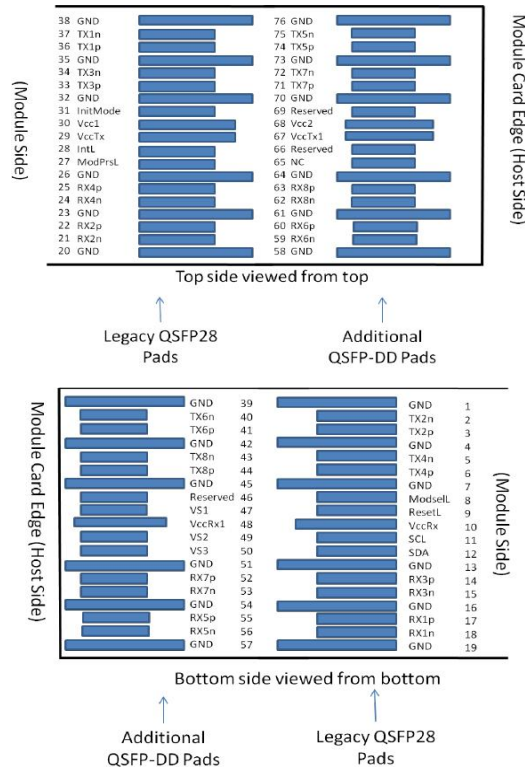 38 GND 76 GND
37 TX1n 75 TX5n
36 TX1p 74 TX5p
35 GND 73 GND
34 TX3n 72 TX7n
33 TX3p 71 TX7p
32 GND 70 GND
31 InitMode 69 Reserved
30 Vcc1 68 Vcc2
29 VccTx 67 VccTx1
28 IntL 66 Reserved
27 ModPrsL 65 NC
26 GND 64 GND
25 RX4p 63 RX8p
24 RX4n 62 RX8n
23 GND 61 GND
22 RX2p 60 RX6p
21 RX2n 59 RX6n
20 GND 58 GND
(Module Side)
Module Card Edge (Host Side)
Top side viewed from top
Legacy QSFP28
Pads
Additional
QSFP-DD Pads
GND 39 GND 1
TX6n 40 TX2n 2
TX6p 41 TX2p 3
GND 42 GND 4
TX8n 43 TX4n 5
TX8p 44 TX4p 6
GND 45 GND 7
Reserved 46 ModselL 8
VS1 47 ResetL 9
VccRx1 48 VccRx 10
VS2 49 SCL 11
VS3 50 SDA 12
GND 51 GND 13
RX7p 52 RX3p 14
RX7n 53 RX3n 15
GND 54 GND 16
RX5p 55 RX1p 17
RX5n 56 RX1n 18
GND 57 GND 19
Module Card Edge (Host Side)
(Module Side)
Bottom side viewed from bottom
Additional
QSFP-DD Pads
Legacy QSFP28
Pads